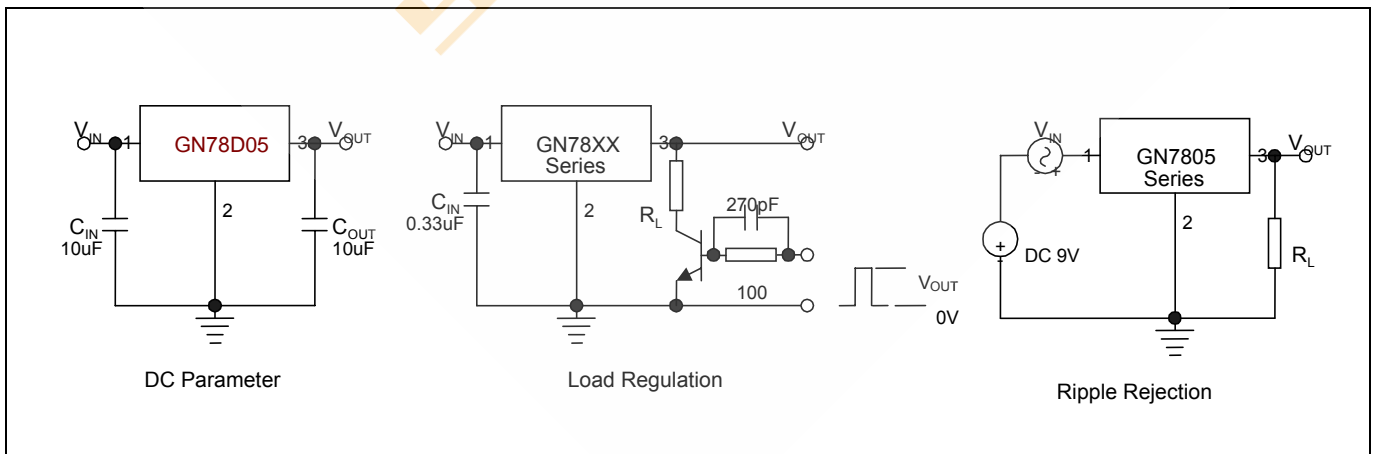 VIN
1
GN78D05
3
VOUT
2
CIN
10uF
COUT
10uF
DC Parameter
VIN
1
GN78XX
Series
3
VOUT
CIN
0.33uF
2
RL
270pF
100
VOUT
0V
Load Regulation
VIN
- +
1
GN7805
Series
3
VOUT
2
+
-
DC 9V
RL
Ripple Rejection